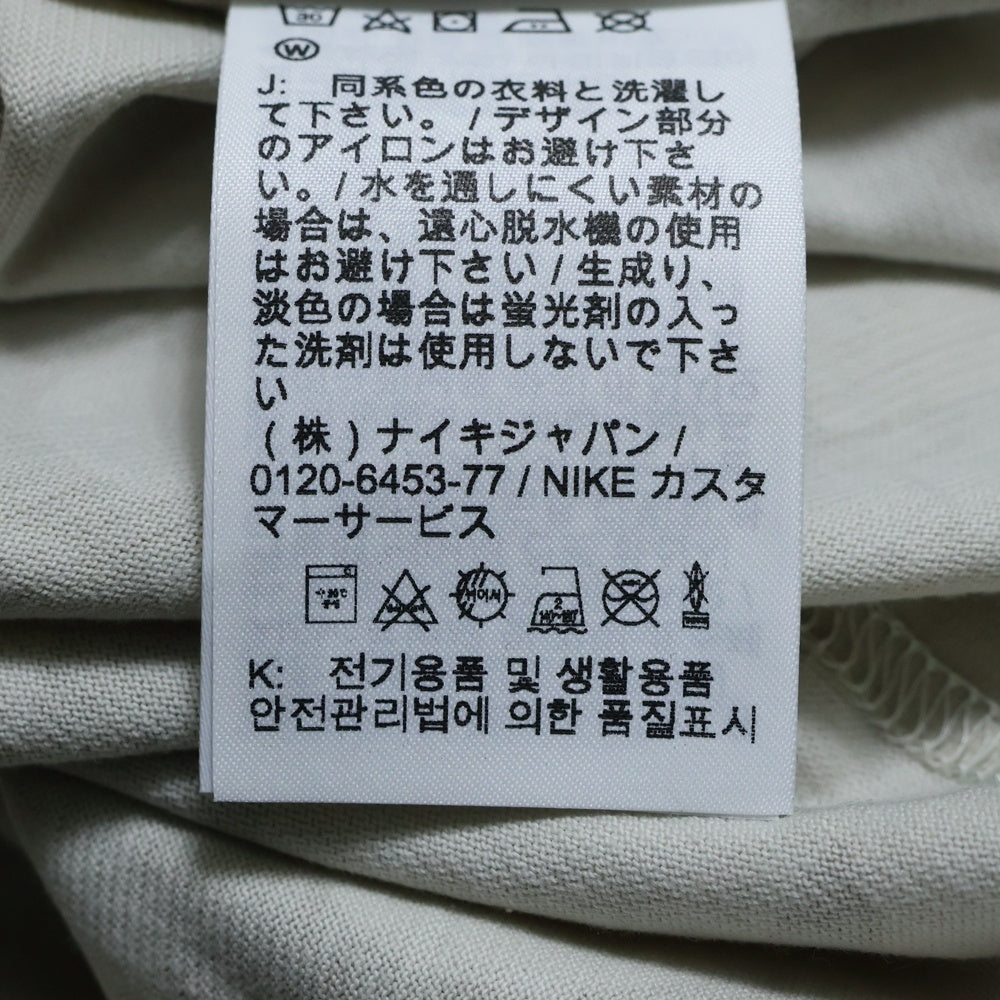 30
W
J: 同系色の衣料と洗濯し
て下さい。/ デザイン部分
のアイロンはお避け下さ
い。/ 水を通しにくい素材の
場合は、遠心脱水機の使用
はお避け下さい / 生成り、
淡色の場合は蛍光剤の入っ
た洗剤は使用しないで下さ
い
(株) ナイキジャパン /
0120-6453-77 / NIKE カスタ
マーサービス
2
K: 전기용품 및 생활용품
안전관리법에 의한 품질표시